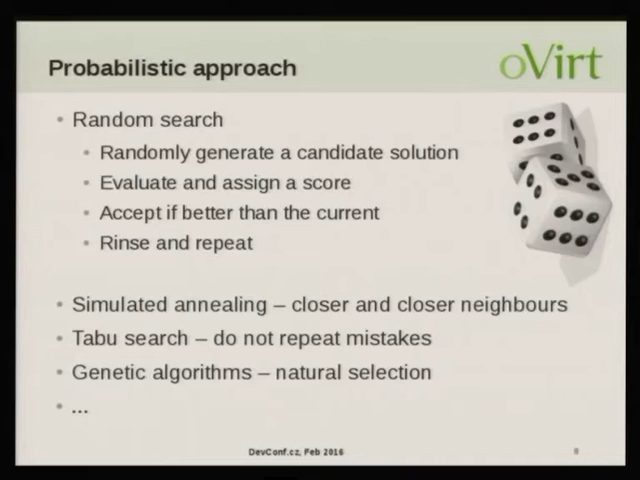 Probabilistic approach
oVirt
Random search
Randomly generate a candidate solution
Evaluate and assign a score
Accept if better than the current
Rinse and repeat
Simulated annealing – closer and closer neighbours
Tabu search – do not repeat mistakes
Genetic algorithms – natural selection
...
DevConf.cz, Feb 2016